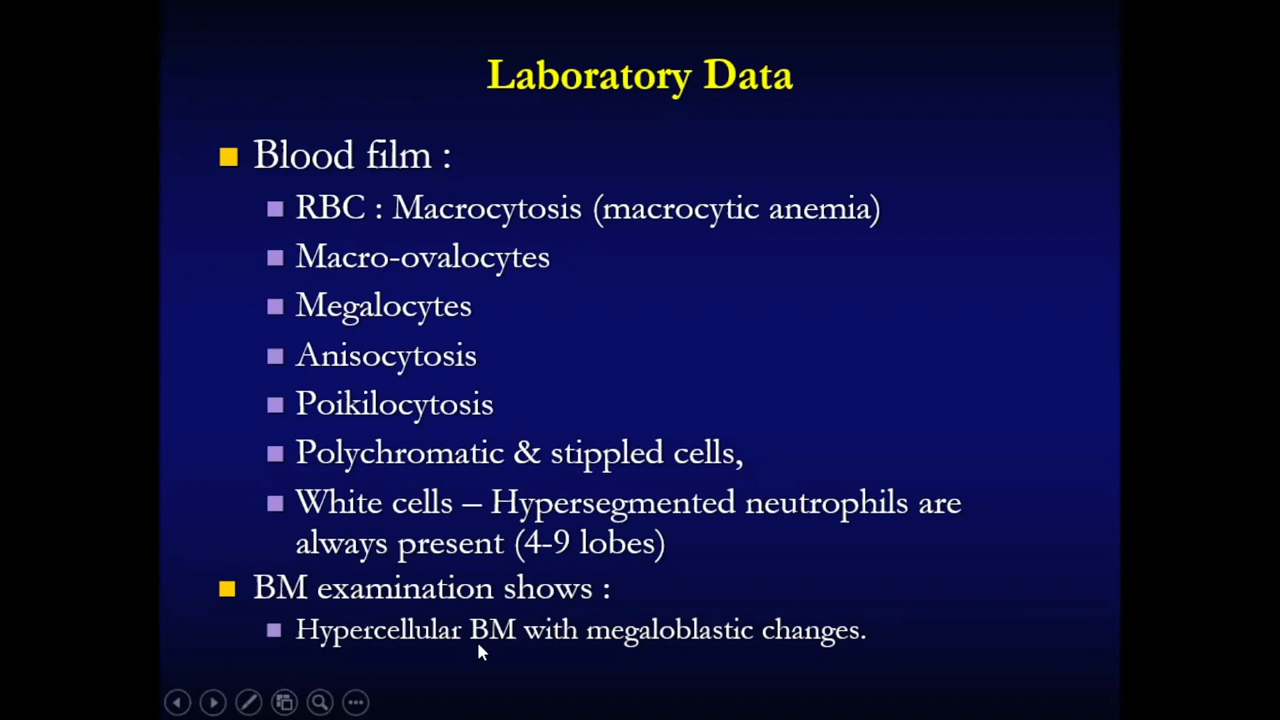 Laboratory Data
Blood film :
RBC : Macrocytosis (macrocytic anemia)
Macro-ovalocytes
Megalocytes
Anisocytosis
Poikilocytosis
Polychromatic & stippled cells,
White cells – Hypersegmented neutrophils are
always present (4-9 lobes)
BM examination shows :
Hypercellular BM with megaloblastic changes.